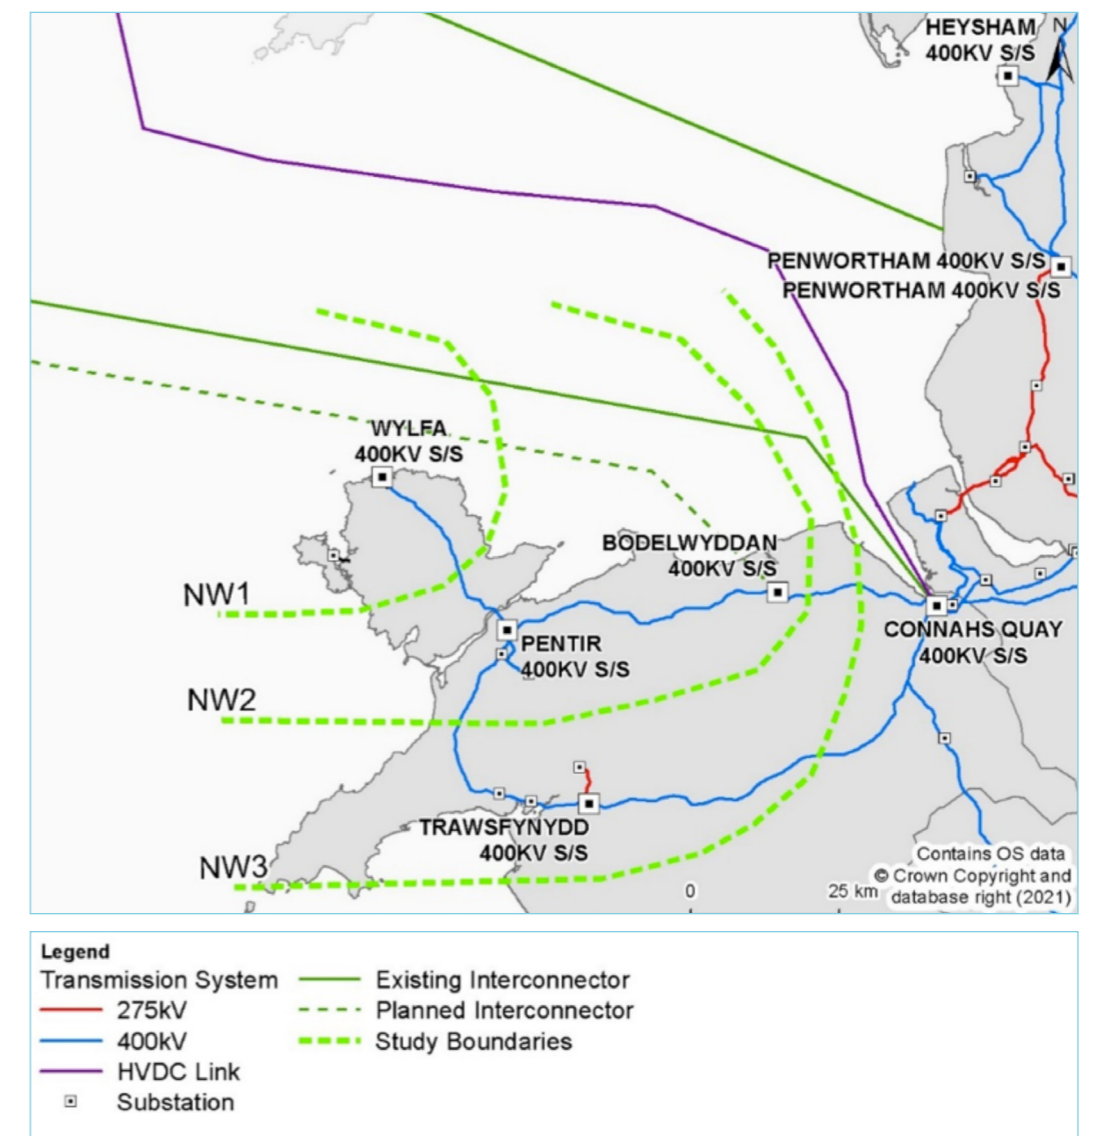 HEYSHAM
400KV S/S
N
PENWORTHAM 400KV S/S
PENWORTHAM 400KV S/S
WYLFA
400KV S/S
BODELWYDDAN
400KV S/S
NW1
CONNAHS QUAY
400KV S/S
PENTIR
400KV S/S
NW2
TRAWSFYNYDD
400KV S/S
NW3
0
25 km
Contains OS data
© Crown Copyright and
database right (2021)
Legend
Transmission System
275kV
400kV
HVDC Link
Substation
Existing Interconnector
Planned Interconnector
Study Boundaries